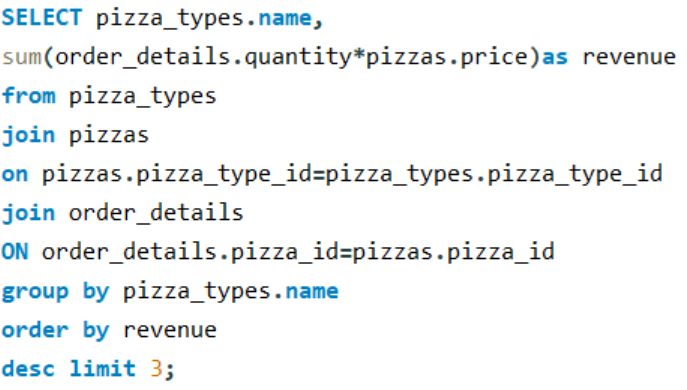 SELECT pizza_types.name,
sum(order_details.quantity*pizzas.price)as revenue
from pizza_types
join pizzas
on pizzas.pizza_type_id=pizza_types.pizza_type_id
join order_details
ON order_details.pizza_id=pizzas.pizza_id
group by pizza_types.name
order by revenue
desc limit 3;